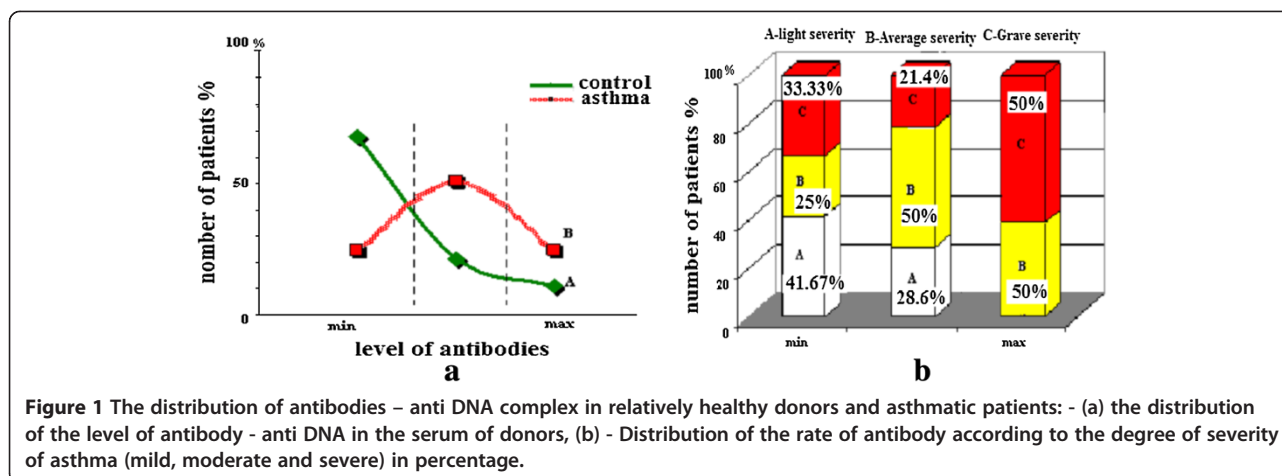 100 %
control
asthma
nomber of patients %
50
B
A
0
min
max
level of antibodies
a
A-light severity B-Average severity C-Grave severity
100 %
80
60
40
20
0
number of patients %
33.33%
C
B
25%
A
41.67%
21.4%
C
B
50%
A
28.6%
50%
C
B
50%
min
max
b
Figure 1 The distribution of antibodies – anti DNA complex in relatively healthy donors and asthmatic patients: - (a) the distribution
of the level of antibody - anti DNA in the serum of donors, (b) - Distribution of the rate of antibody according to the degree of severity
of asthma (mild, moderate and severe) in percentage.